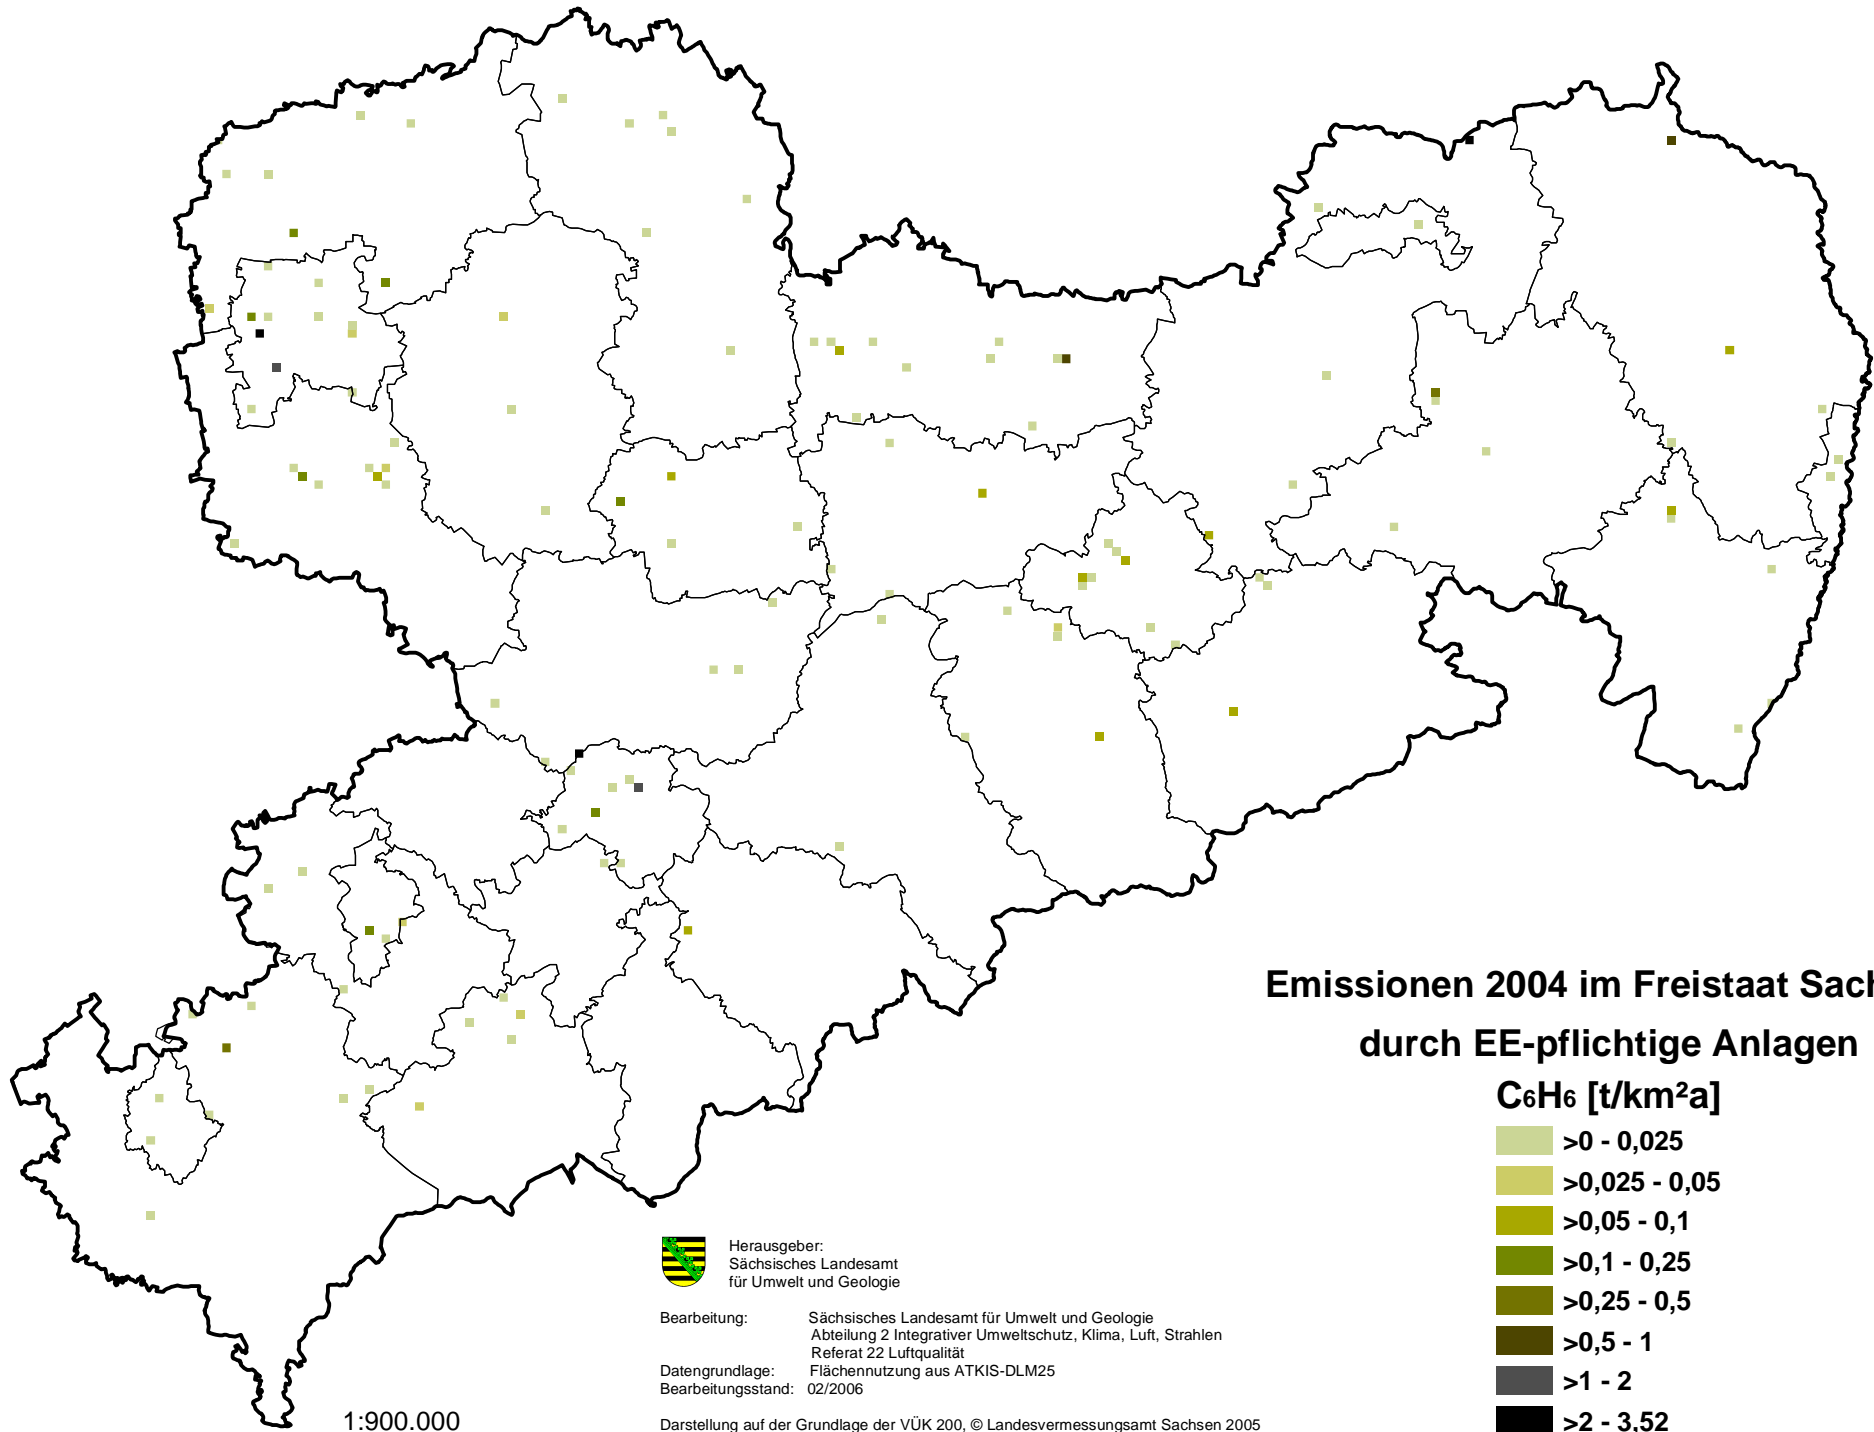 Emissionen 2004 im Freistaat Sach
durch EE-pflichtige Anlagen
C6H6 [t/km²a]
>0 - 0,025
>0,025 - 0,05
>0,05 - 0,1
>0,1 - 0,25
>0,25 - 0,5
>0,5 - 1
>1 - 2
>2 - 3,52
Herausgeber:
Sächsisches Landesamt
für Umwelt und Geologie
Bearbeitung: Sächsisches Landesamt für Umwelt und Geologie
Abteilung 2 Integrativer Umweltschutz, Klima, Luft, Strahlen
Referat 22 Luftqualität
Datengrundlage: Flächennutzung aus ATKIS-DLM25
Bearbeitungsstand: 02/2006
1:900.000
Darstellung auf der Grundlage der VÜK 200, © Landesvermessungsamt Sachsen 2005